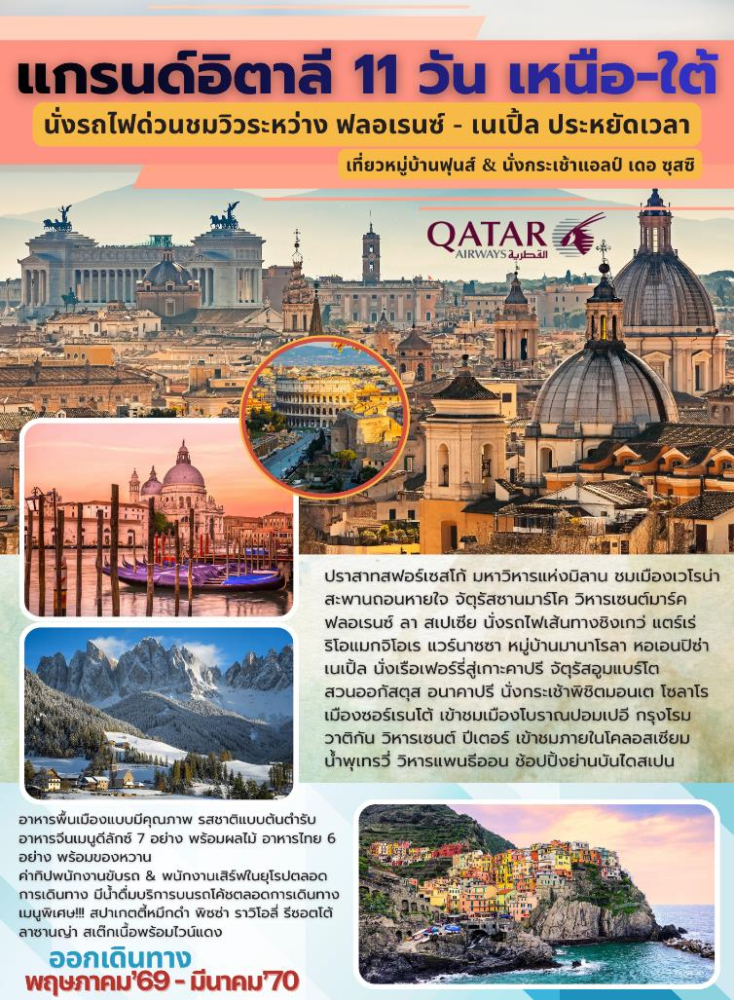 แกรนด์อิตาลี 11 วัน เหนือ-ใต้
นั่งรถไฟด่วนชมวิวระหว่าง ฟลอเรนซ์ - เนเปิ้ล ประหยัดเวลา
เที่ยวหมู่บ้านฟุนส์ & นั่งกระเช้าแอลป์ เดอ ซุสซิ
QATAR
AIRWAYS القطرية
ปราสาทสฟอร์เซสโก้ มหาวิหารแห่งมิลาน ชมเมืองเวโรน่า
สะพานถอนหายใจ จัตุรัสซานมาร์โค วิหารเซนต์มาร์ค
ฟลอเรนซ์ ลา สเปเซีย นั่งรถไฟเส้นทางชิงเกว่ แตร์เร่
ริโอแมกจิโอเร แวร์นาซซา หมู่บ้านมานาโรลา หอเอนปิซ่า
เนเปิ้ล นั่งเรือเฟอร์รี่สู่เกาะคาปรี จัตุรัสอูมแบร์โต
สวนออกัสตุส อนาคาปรี นั่งกระเช้าพิชิตมอนเต โซลาโร
เมืองซอร์เรนโต้ เข้าชมเมืองโบราณปอมเปอี กรุงโรม
วาติกัน วิหารเซนต์ ปีเตอร์ เข้าชมภายในโคลอสเซียม
น้ำพุเทรวี่ วิหารแพนธีออน ช้อปปิ้งย่านบันไดสเปน
อาหารพื้นเมืองแบบมีคุณภาพ รสชาติแบบต้นตำรับ
อาหารจีนเมนูดีลักซ์ 7 อย่าง พร้อมผลไม้ อาหารไทย 6
อย่าง พร้อมของหวาน
ค่าทิปพนักงานขับรถ & พนักงานเสิร์ฟในยุโรปตลอด
การเดินทาง มีน้ำดื่มบริการบนรถโค้ชตลอดการเดินทาง
เมนูพิเศษ!!! สปาเกตตี้หมึกดำ พิซซ่า ราวิโอลี่ รีซอตโต้
ลาซานญ่า สเต๊กเนื้อพร้อมไวน์แดง
ออกเดินทาง
พฤษภาคม'69 - มีนาคม'70